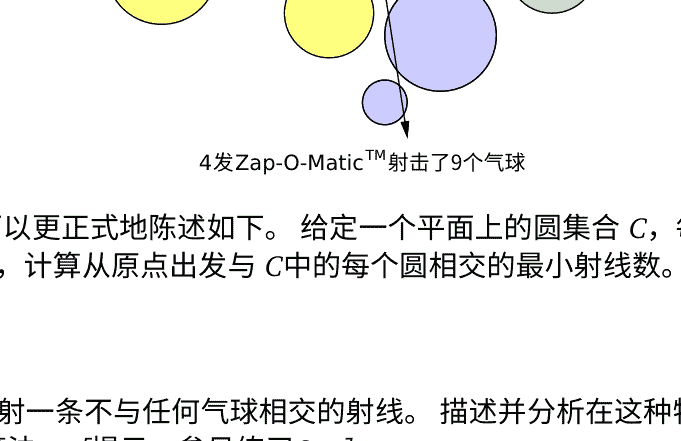 4发Zap-O-Matic™射击了9个气球
以更正式地陈述如下。 给定一个平面上的圆集合 C，
，计算从原点出发与 C中的每个圆相交的最小射线数。
射一条不与任何气球相交的射线。 描述并分析在这种